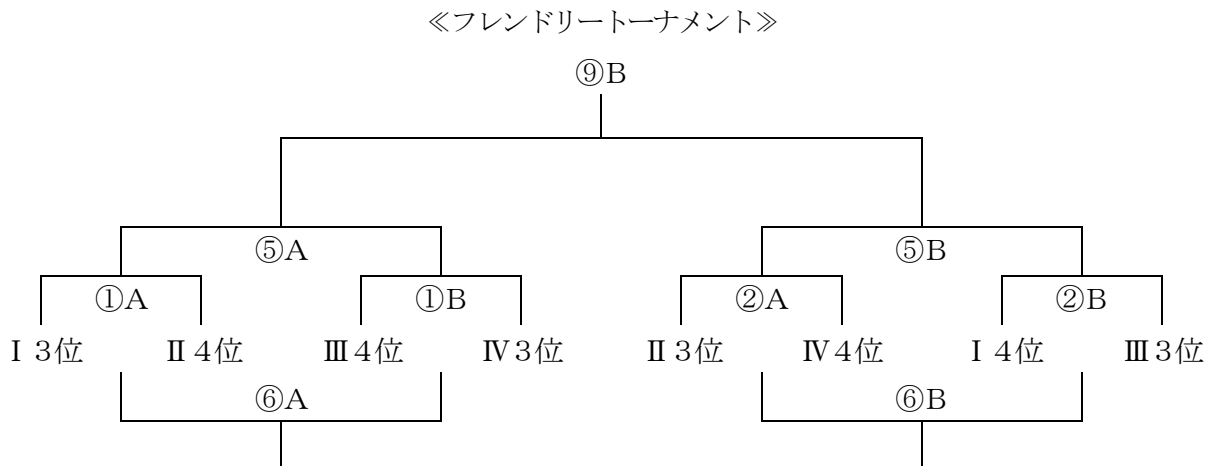 ≪フレンドリートーナメント≫
⑨B
⑤A ⑤B
①A ①B ②A ②B
Ⅰ３位 Ⅱ４位 Ⅲ４位 Ⅳ３位 Ⅱ３位 Ⅳ４位 Ⅰ４位 Ⅲ３位
⑥A ⑥B